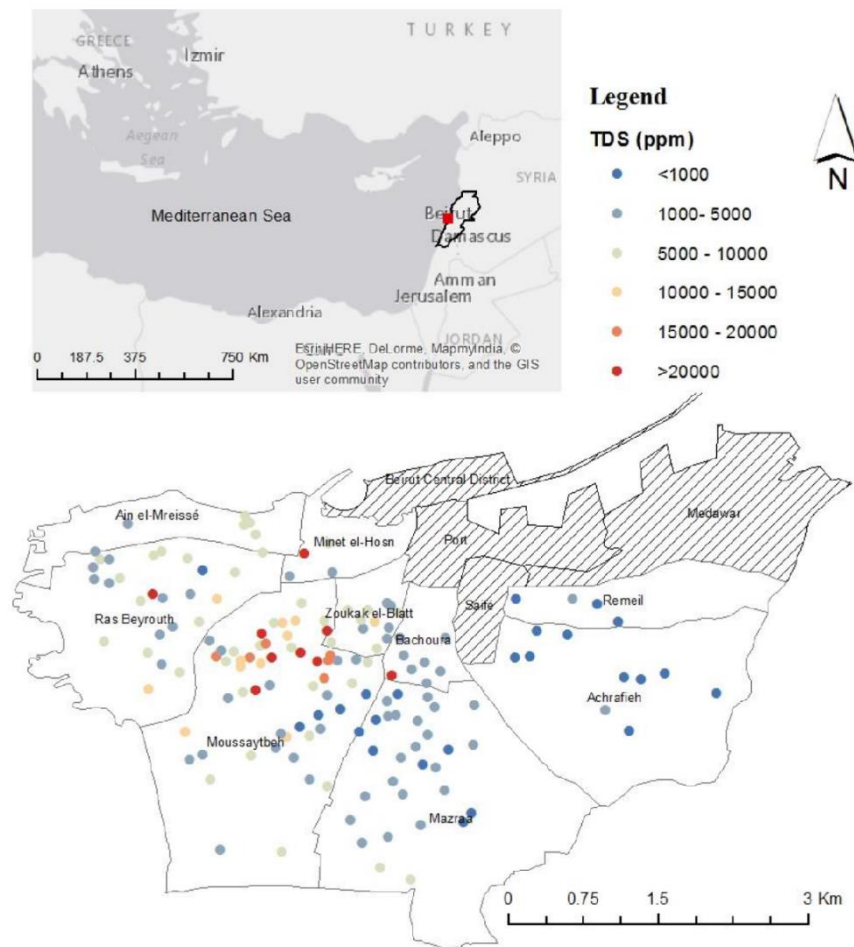 TURKEY
GREECE
Izmir
Athens
Aegean
Sea
Aleppo
SYRIA
Mediterranean Sea
Beirut
Damascus
Amman
Jerusalem
Alexandria
JORDAN
0 187.5 375 750 Km
Esri, HERE, DeLorme, MapmyIndia, ©
OpenStreetMap contributors, and the GIS
user community
Legend
TDS (ppm)
<1000
1000- 5000
5000 - 10000
10000 - 15000
15000 - 20000
>20000
N
Beirut Central District
Ain el-Mreissé
Medawar
Minet el-Hosn
Port
Saifé
Remeil
Zoukak el-Blatt
Ras Beyrouth
Bachoura
Achrafieh
Moussaytbeh
Mazraa
0 0.75 1.5 3 Km